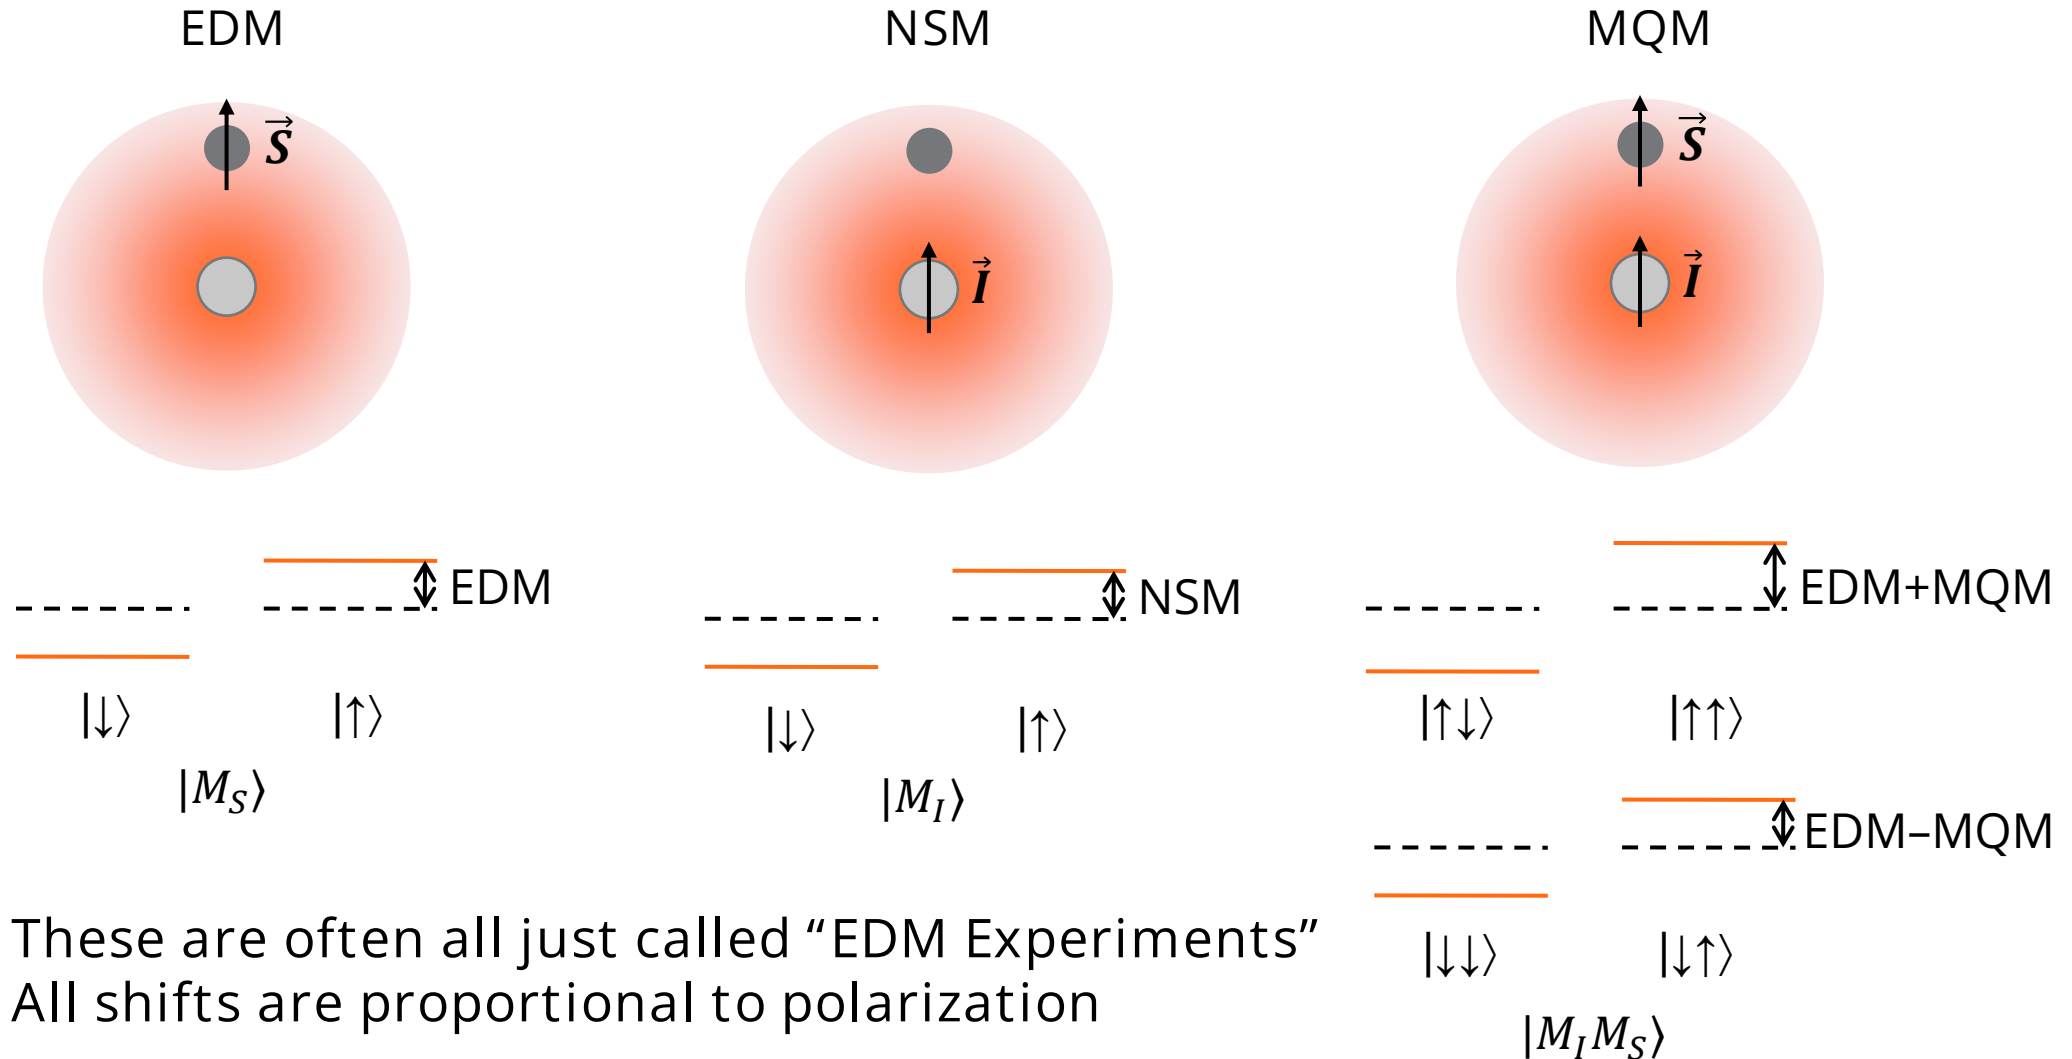 EDM
NSM
MQM
S⃗
I⃗
S⃗
I⃗
EDM
NSM
EDM+MQM
|↓⟩ |↑⟩
|↓⟩ |↑⟩
|↑↓⟩ |↑↑⟩
|M_S⟩
|M_I⟩
EDM–MQM
|↓↓⟩ |↓↑⟩
|M_I M_S⟩
These are often all just called “EDM Experiments”
All shifts are proportional to polarization